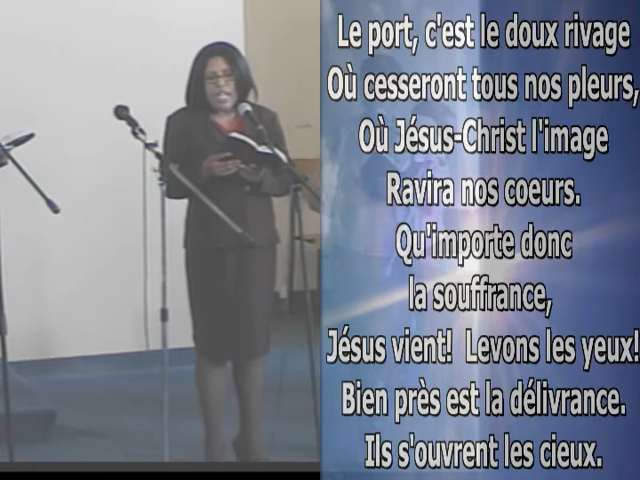 Le port, c'est le doux rivage
Où cesseront tous nos pleurs,
Où Jésus-Christ l'image
Ravira nos coeurs.
Qu'importe donc
la souffrance,
Jésus vient!  Levons les yeux!
Bien près est la délivrance.
Ils s'ouvrent les cieux.